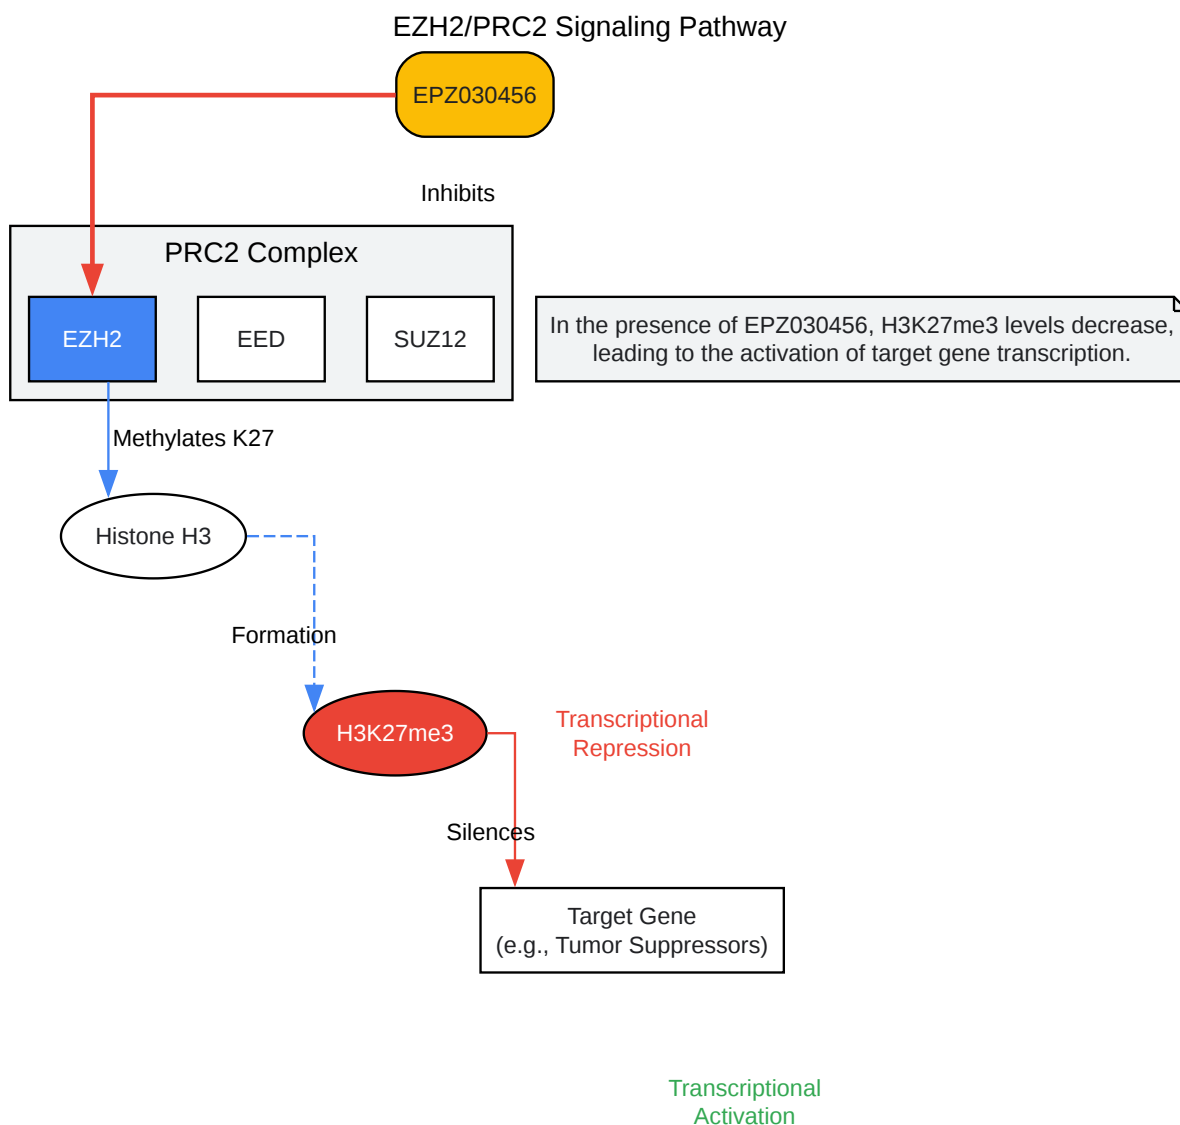 EZH2/PRC2 Signaling Pathway
EPZ030456
Inhibits
PRC2 Complex
EZH2
EED
SUZ12
In the presence of EPZ030456, H3K27me3 levels decrease,
leading to the activation of target gene transcription.
Methylates K27
Histone H3
Formation
H3K27me3
Transcriptional
Repression
Silences
Target Gene
(e.g., Tumor Suppressors)
Transcriptional
Activation